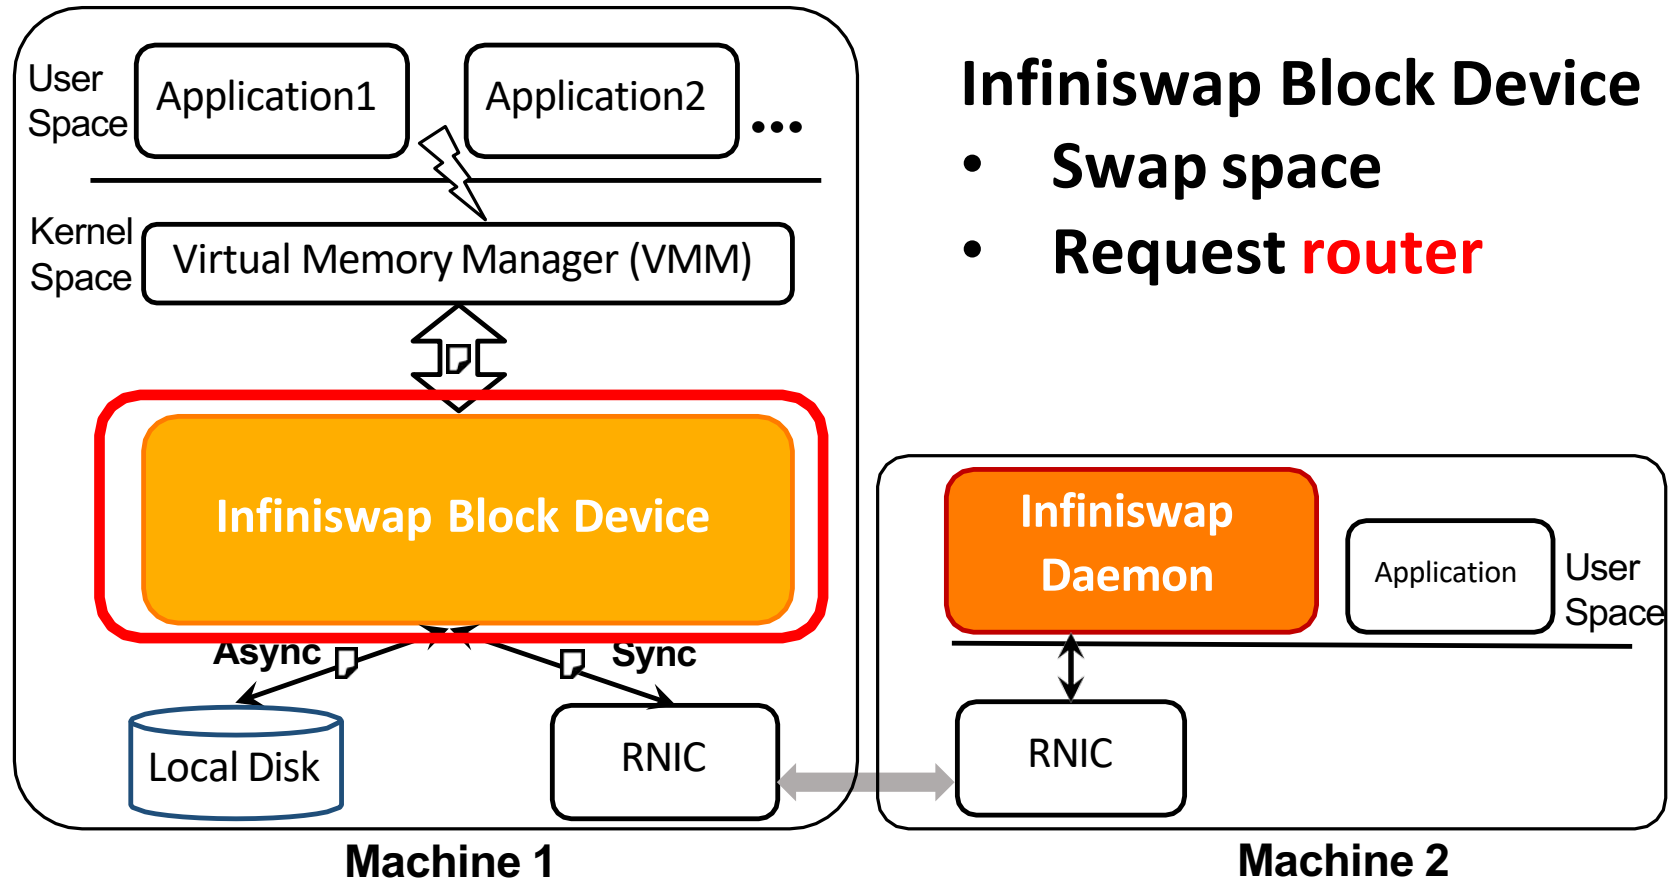 User
Space
Application1
Application2
...
Kernel
Space
Virtual Memory Manager (VMM)
Infiniswap Block Device
Async
Sync
Local Disk
RNIC
Machine 1
Infiniswap Block Device
• Swap space
• Request router
Infiniswap
Daemon
Application
User
Space
RNIC
Machine 2